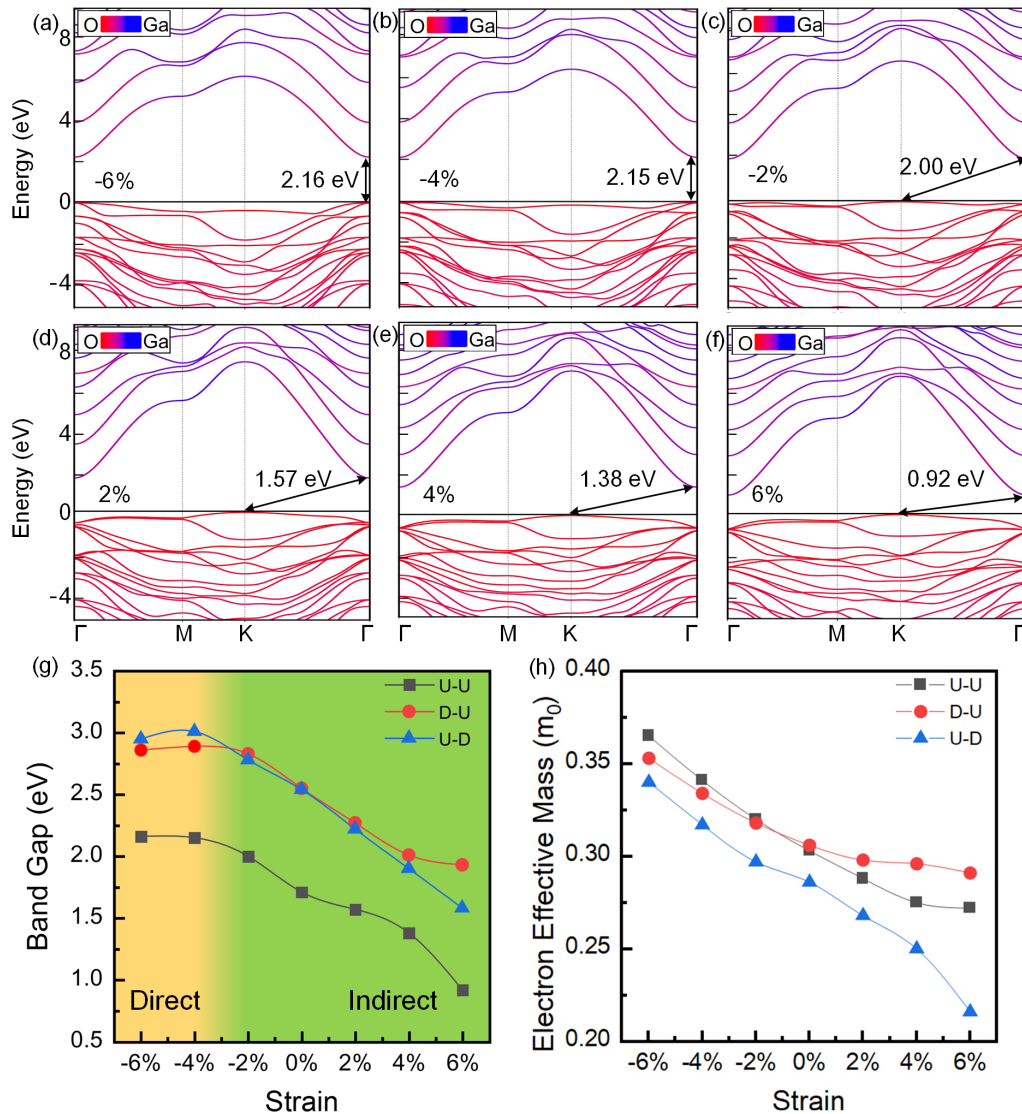 (a) O Ga
(b) O Ga
(c) O Ga
8
4
0
-4
Energy (eV)
-6% 2.16 eV
-4% 2.15 eV
-2% 2.00 eV
(d) O Ga
(e) O Ga
(f) O Ga
8
4
0
-4
Energy (eV)
2% 1.57 eV
4% 1.38 eV
6% 0.92 eV
Γ M K Γ
Γ M K Γ
Γ M K Γ
(g)
3.5
3.0
2.5
2.0
1.5
1.0
0.5
Band Gap (eV)
U-U
D-U
U-D
Direct Indirect
-6% -4% -2% 0% 2% 4% 6%
Strain
(h)
0.40
0.35
0.30
0.25
0.20
Electron Effective Mass (m₀)
U-U
D-U
U-D
-6% -4% -2% 0% 2% 4% 6%
Strain